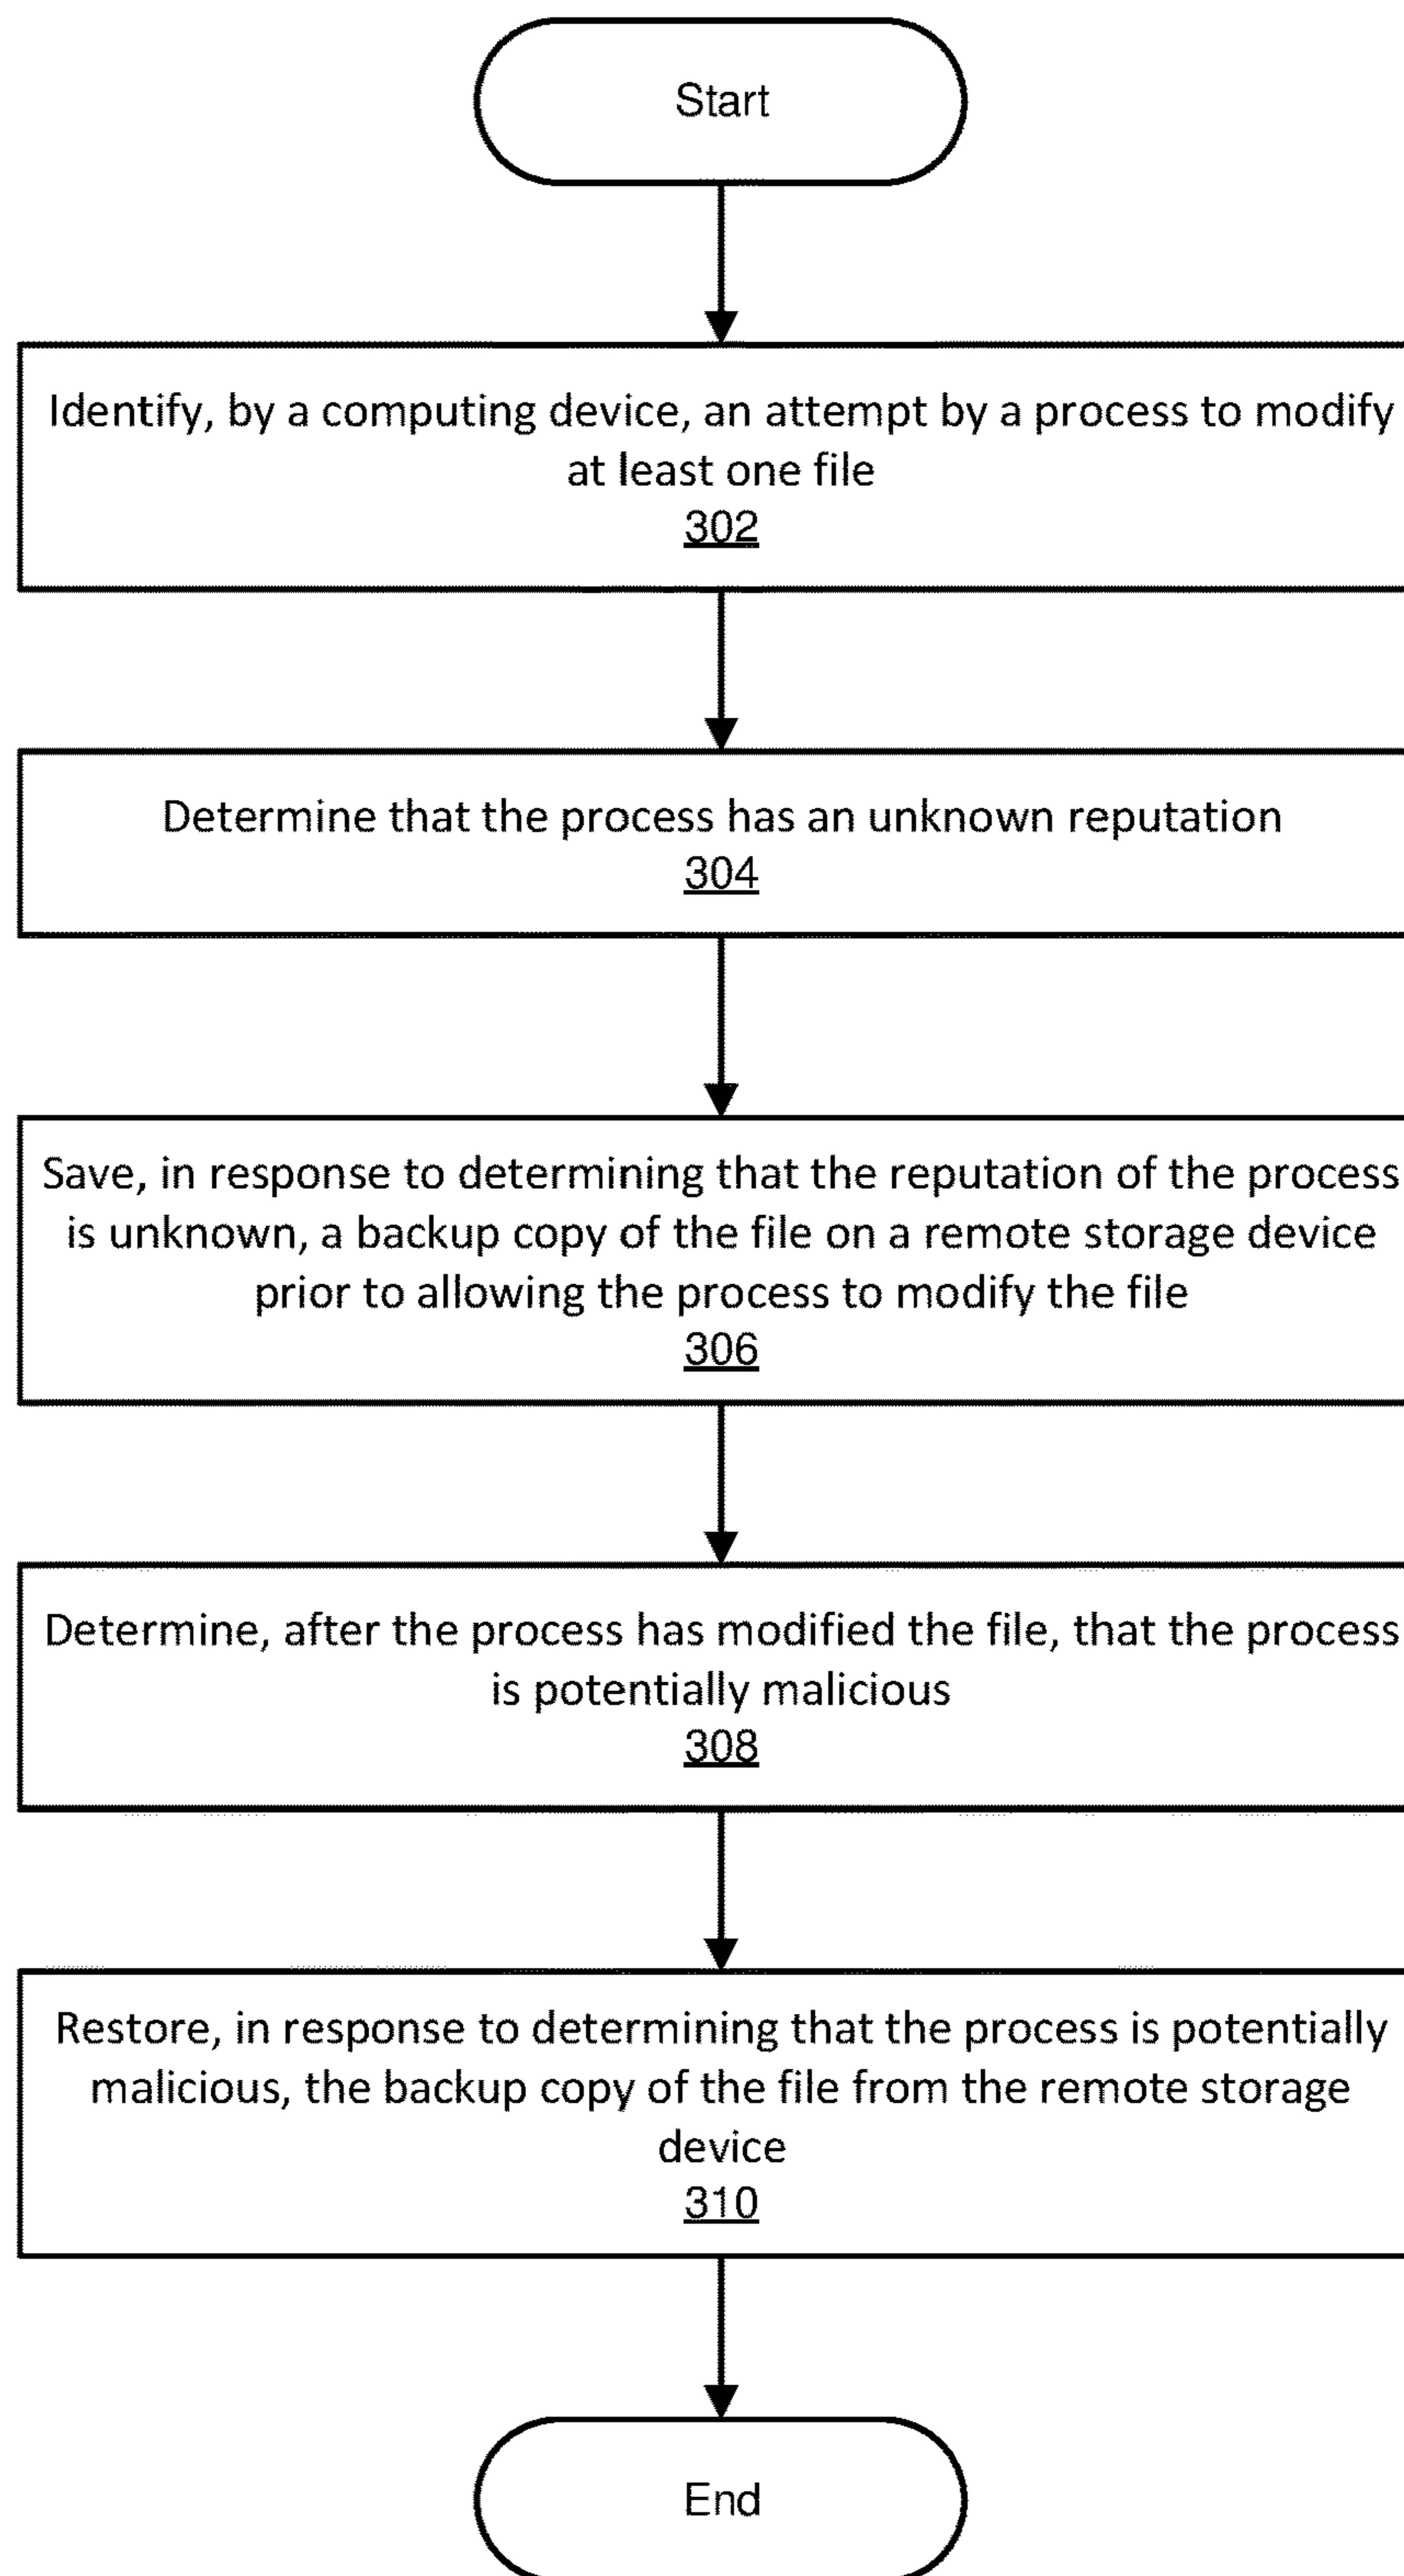 Start
Identify, by a computing device, an attempt by a process to modify
at least one file
302
Determine that the process has an unknown reputation
304
Save, in response to determining that the reputation of the process
is unknown, a backup copy of the file on a remote storage device
prior to allowing the process to modify the file
306
Determine, after the process has modified the file, that the process
is potentially malicious
308
Restore, in response to determining that the process is potentially
malicious, the backup copy of the file from the remote storage
device
310
End